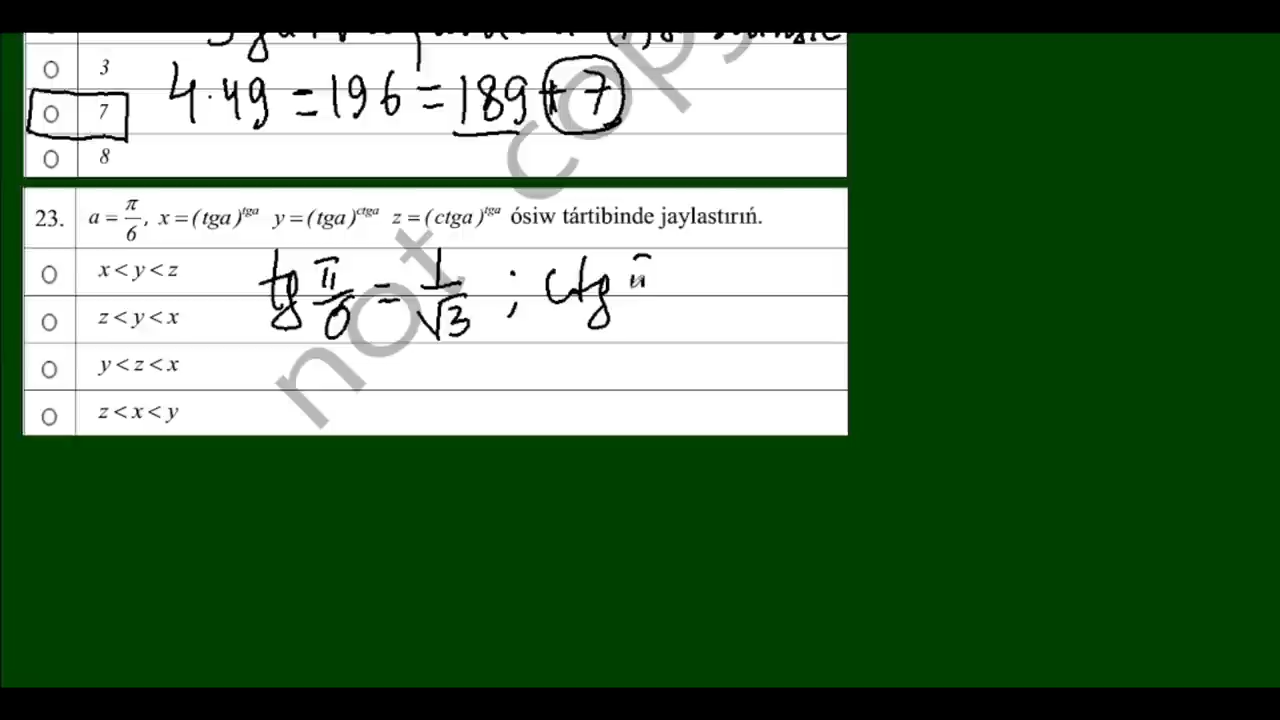 3
4·49 = 196 = 189 + 7
7
8
23. a = π/6, x = (tga)^tga y = (tga)^ctga z = (ctga)^tga ósiw tártibinde jaylastırıń.
x < y < z
tg π/6 = 1/√3 ; ctg
z < y < x
y < z < x
z < x < y
not copy